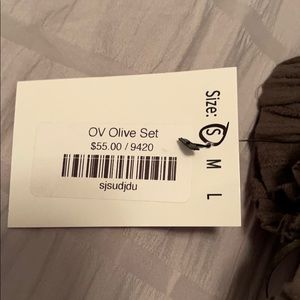 OV Olive Set
$55.00 / 9420
sjsudjdu
Size: S M L